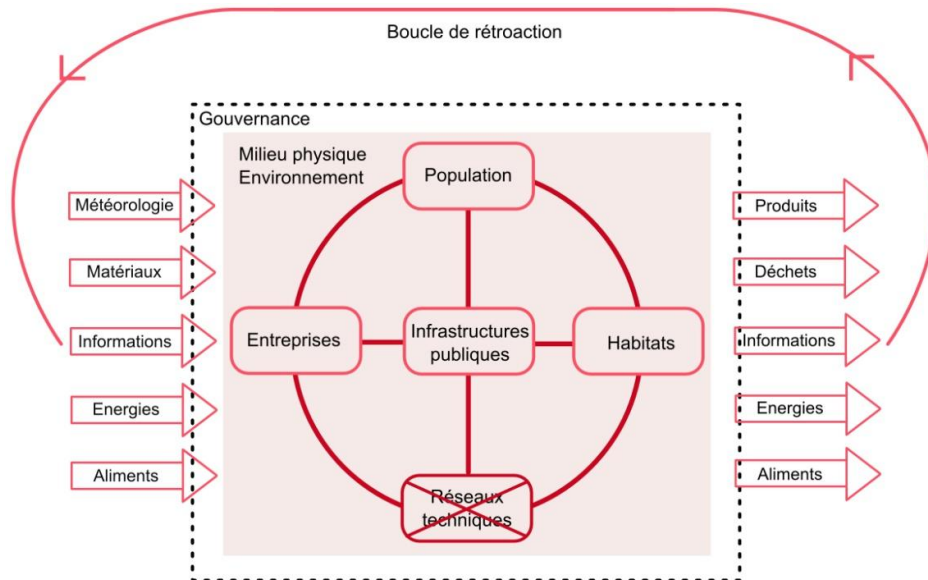 Boucle de rétroaction
Gouvernance
Milieu physique
Environnement
Population
Météorologie
Produits
Matériaux
Déchets
Informations
Entreprises
Infrastructures
publiques
Habitats
Informations
Energies
Energies
Aliments
Réseaux
techniques
Aliments